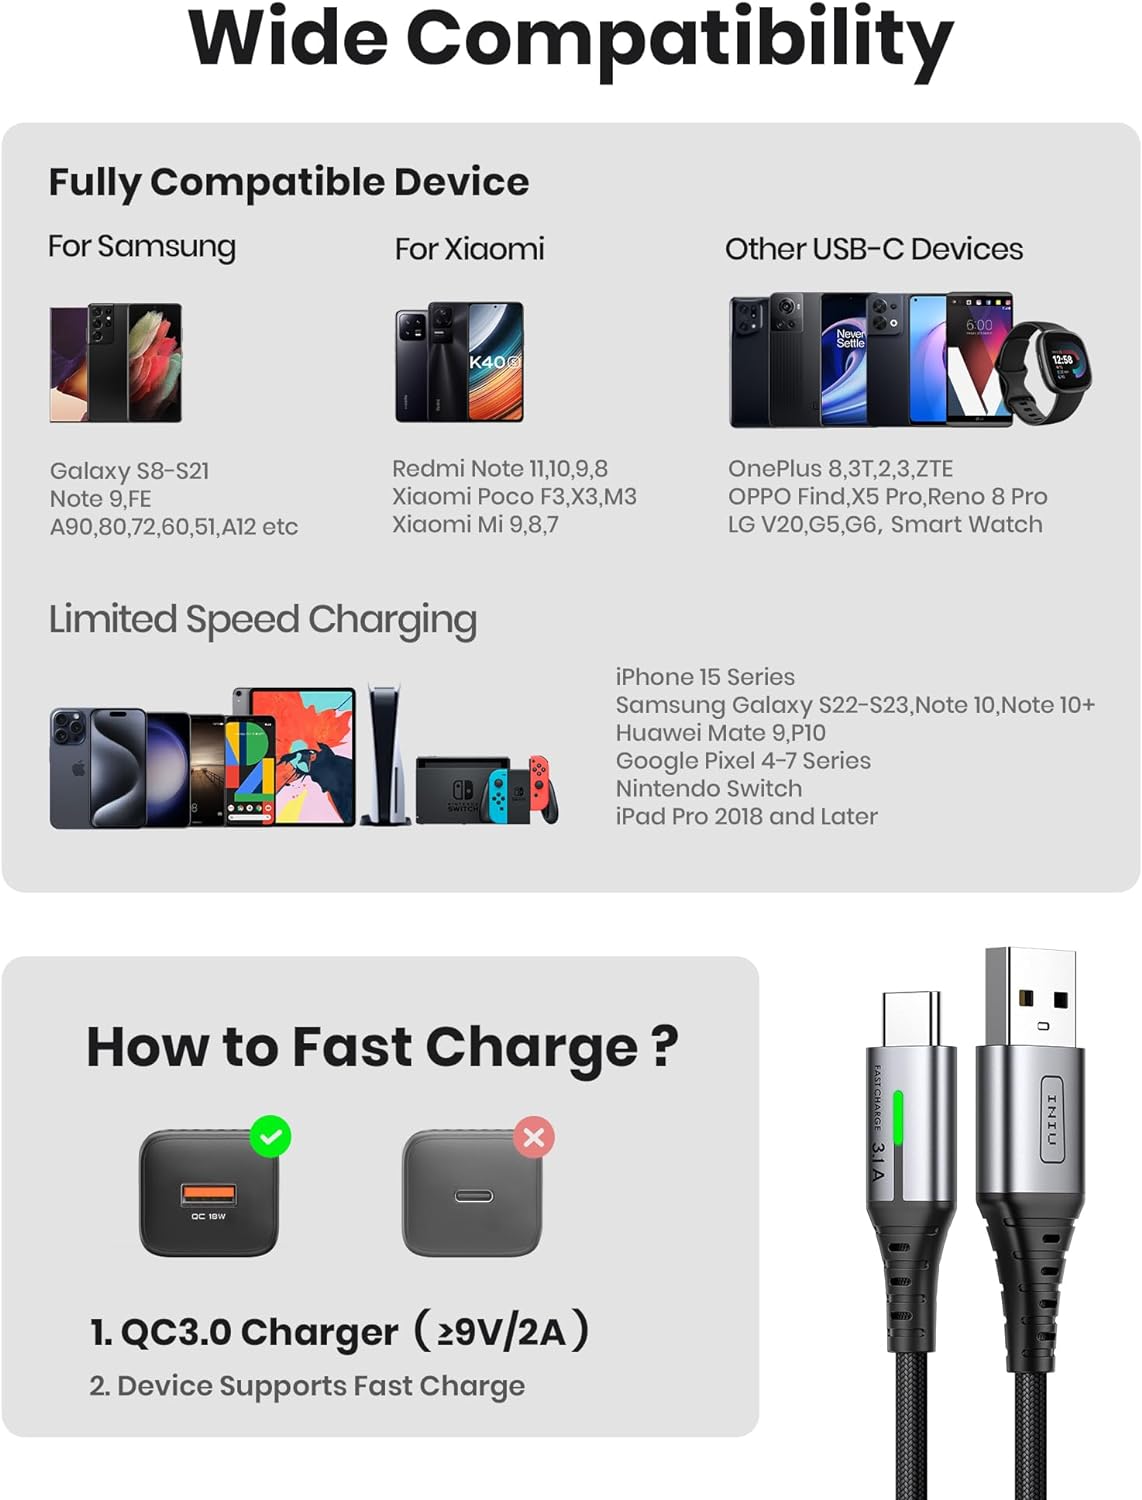 Wide Compatibility
Fully Compatible Device
For Samsung
For Xiaomi
Other USB-C Devices
K40S
Never
Settle
6:00
12:58
Galaxy S8-S21
Note 9,FE
A90,80,72,60,51,A12 etc
Redmi Note 11,10,9,8
Xiaomi Poco F3,X3,M3
Xiaomi Mi 9,8,7
OnePlus 8,3T,2,3,ZTE
OPPO Find,X5 Pro,Reno 8 Pro
LG V20,G5,G6, Smart Watch
Limited Speed Charging
NINTENDO
SWITCH
iPhone 15 Series
Samsung Galaxy S22-S23,Note 10,Note 10+
Huawei Mate 9,P10
Google Pixel 4-7 Series
Nintendo Switch
iPad Pro 2018 and Later
How to Fast Charge ?
QC 18W
1. QC3.0 Charger (≥9V/2A)
2. Device Supports Fast Charge
FAST CHARGE 3.1 A
INIU